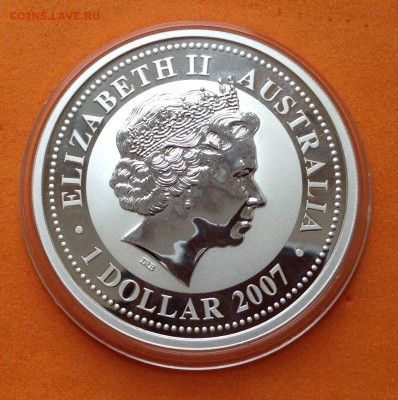 COINS.LAVE.RU
ELIZABETH II AUSTRALIA
• 1 DOLLAR 2007 •
IRB